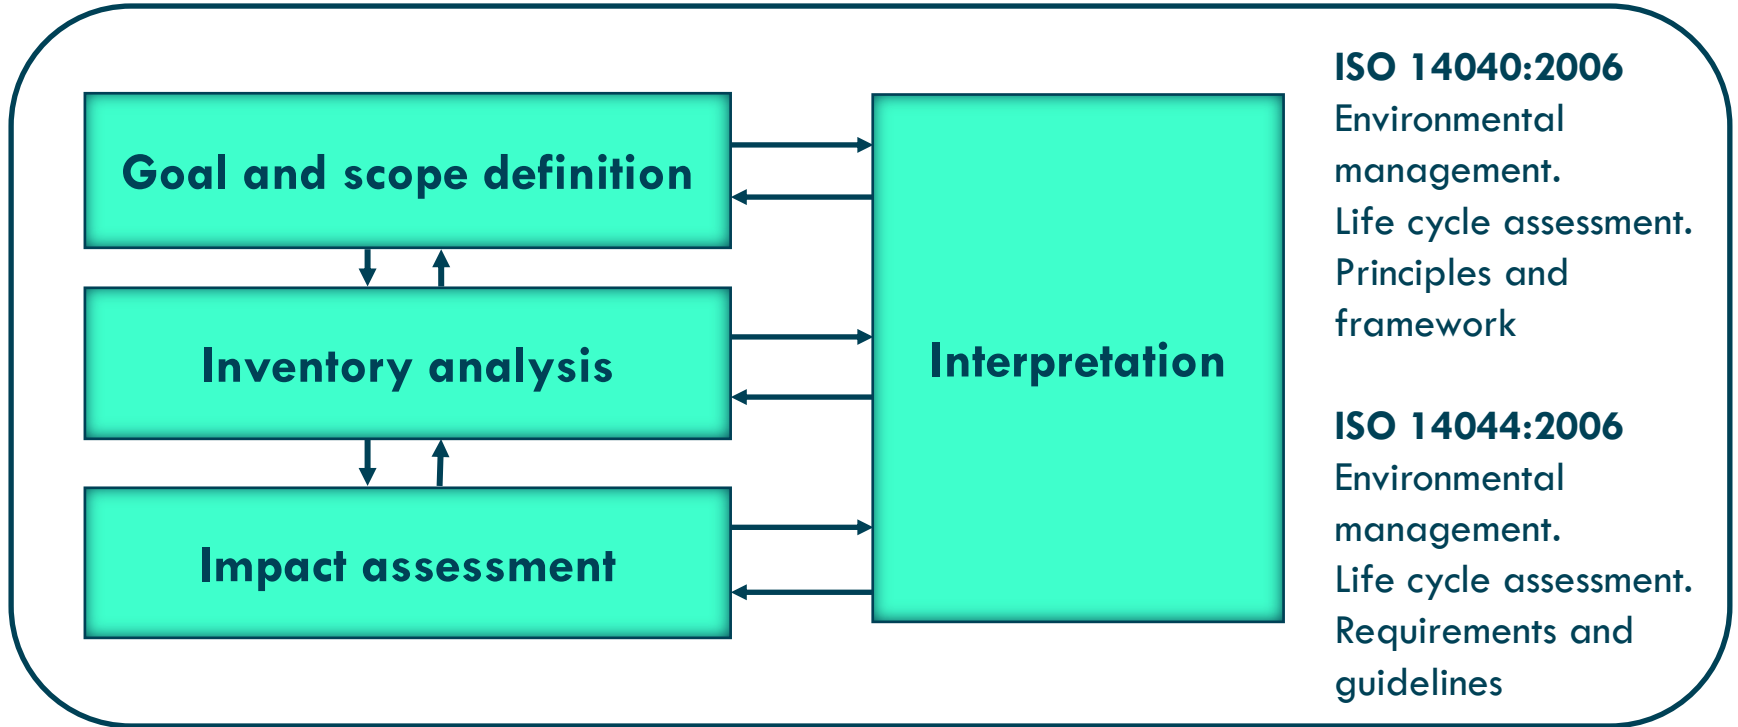 Goal and scope definition
Inventory analysis
Impact assessment
Interpretation
ISO 14040:2006
Environmental
management.
Life cycle assessment.
Principles and
framework
ISO 14044:2006
Environmental
management.
Life cycle assessment.
Requirements and
guidelines